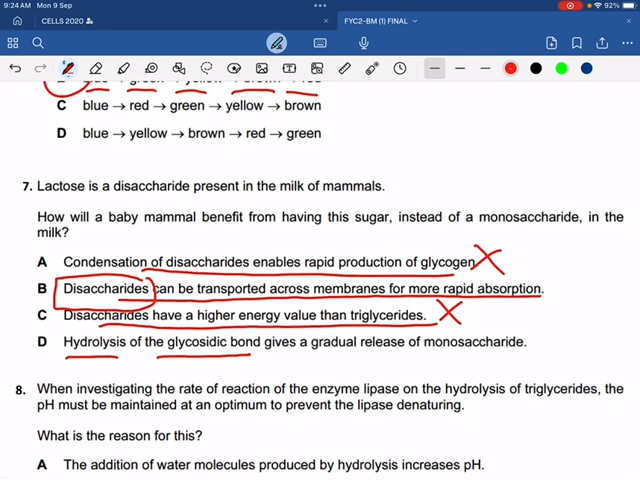 9:24 AM Mon 9 Sep
92%
CELLS 2020
FYC2-BM (1) FINAL
C blue → red → green → yellow → brown
D blue → yellow → brown → red → green
7. Lactose is a disaccharide present in the milk of mammals.
How will a baby mammal benefit from having this sugar, instead of a monosaccharide, in the
milk?
A Condensation of disaccharides enables rapid production of glycogen
B Disaccharides can be transported across membranes for more rapid absorption.
C Disaccharides have a higher energy value than triglycerides.
D Hydrolysis of the glycosidic bond gives a gradual release of monosaccharide.
8. When investigating the rate of reaction of the enzyme lipase on the hydrolysis of triglycerides, the
pH must be maintained at an optimum to prevent the lipase denaturing.
What is the reason for this?
A The addition of water molecules produced by hydrolysis increases pH.